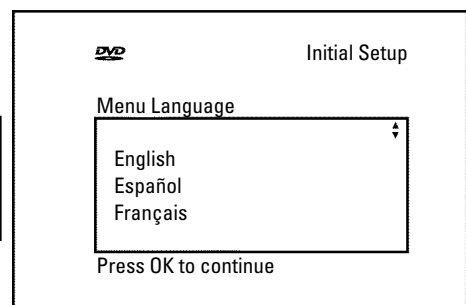 DVD
Initial Setup
Menu Language
English
Español
Français
Press OK to continue